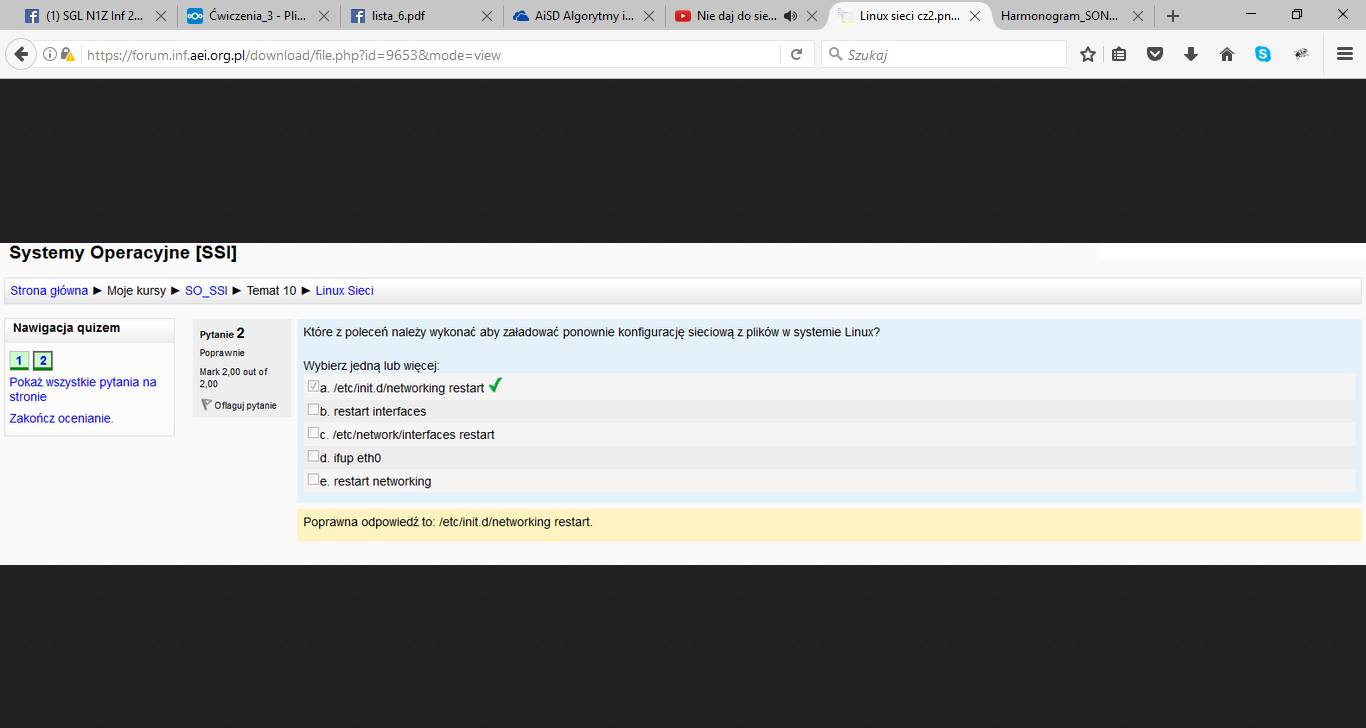 (1) SGL N1Z Inf 2...
Ćwiczenia_3 - Pli...
lista_6.pdf
AiSD Algorytmy i...
Nie daj do sie...
Linux sieci cz2.pn...
Harmonogram_SON...
https://forum.inf.aei.org.pl/download/file.php?id=9653&mode=view
Szukaj
Systemy Operacyjne [SSI]
Strona główna ► Moje kursy ► SO_SSI ► Temat 10 ► Linux Sieci
Nawigacja quizem
1 2
Pokaż wszystkie pytania na
stronie
Zakończ ocenianie.
Pytanie 2
Poprawnie
Mark 2,00 out of
2,00
Oflaguj pytanie
Które z poleceń należy wykonać aby załadować ponownie konfigurację sieciową z plików w systemie Linux?
Wybierz jedną lub więcej:
a. /etc/init.d/networking restart
b. restart interfaces
c. /etc/network/interfaces restart
d. ifup eth0
e. restart networking
Poprawna odpowiedź to: /etc/init.d/networking restart.